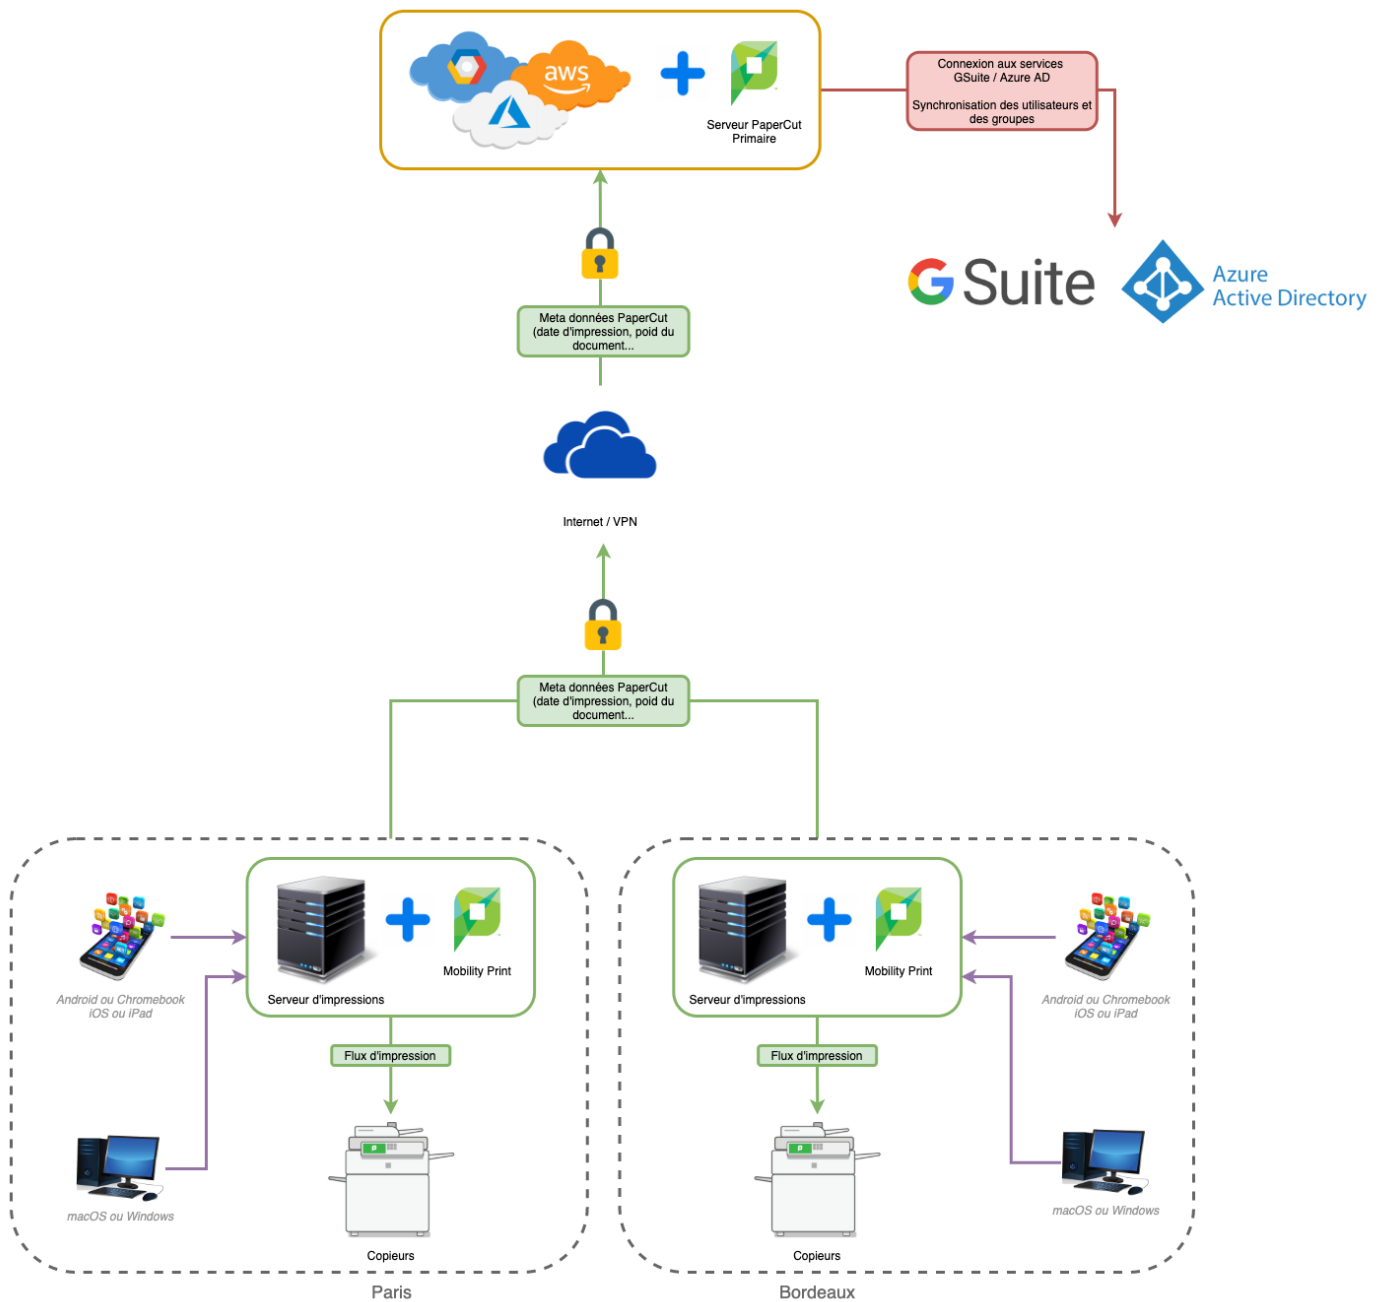 aws
Serveur PaperCut
Primaire
Connexion aux services
GSuite / Azure AD
Synchronisation des utilisateurs et
des groupes
G Suite
Azure
Active Directory
Meta données PaperCut
(date d'impression, poid du
document...
Internet / VPN
Meta données PaperCut
(date d'impression, poid du
document...
Android ou Chromebook
iOS ou iPad
Serveur d'impressions
Mobility Print
Flux d'impression
macOS ou Windows
Copieurs
Paris
Serveur d'impressions
Mobility Print
Android ou Chromebook
iOS ou iPad
Flux d'impression
macOS ou Windows
Copieurs
Bordeaux